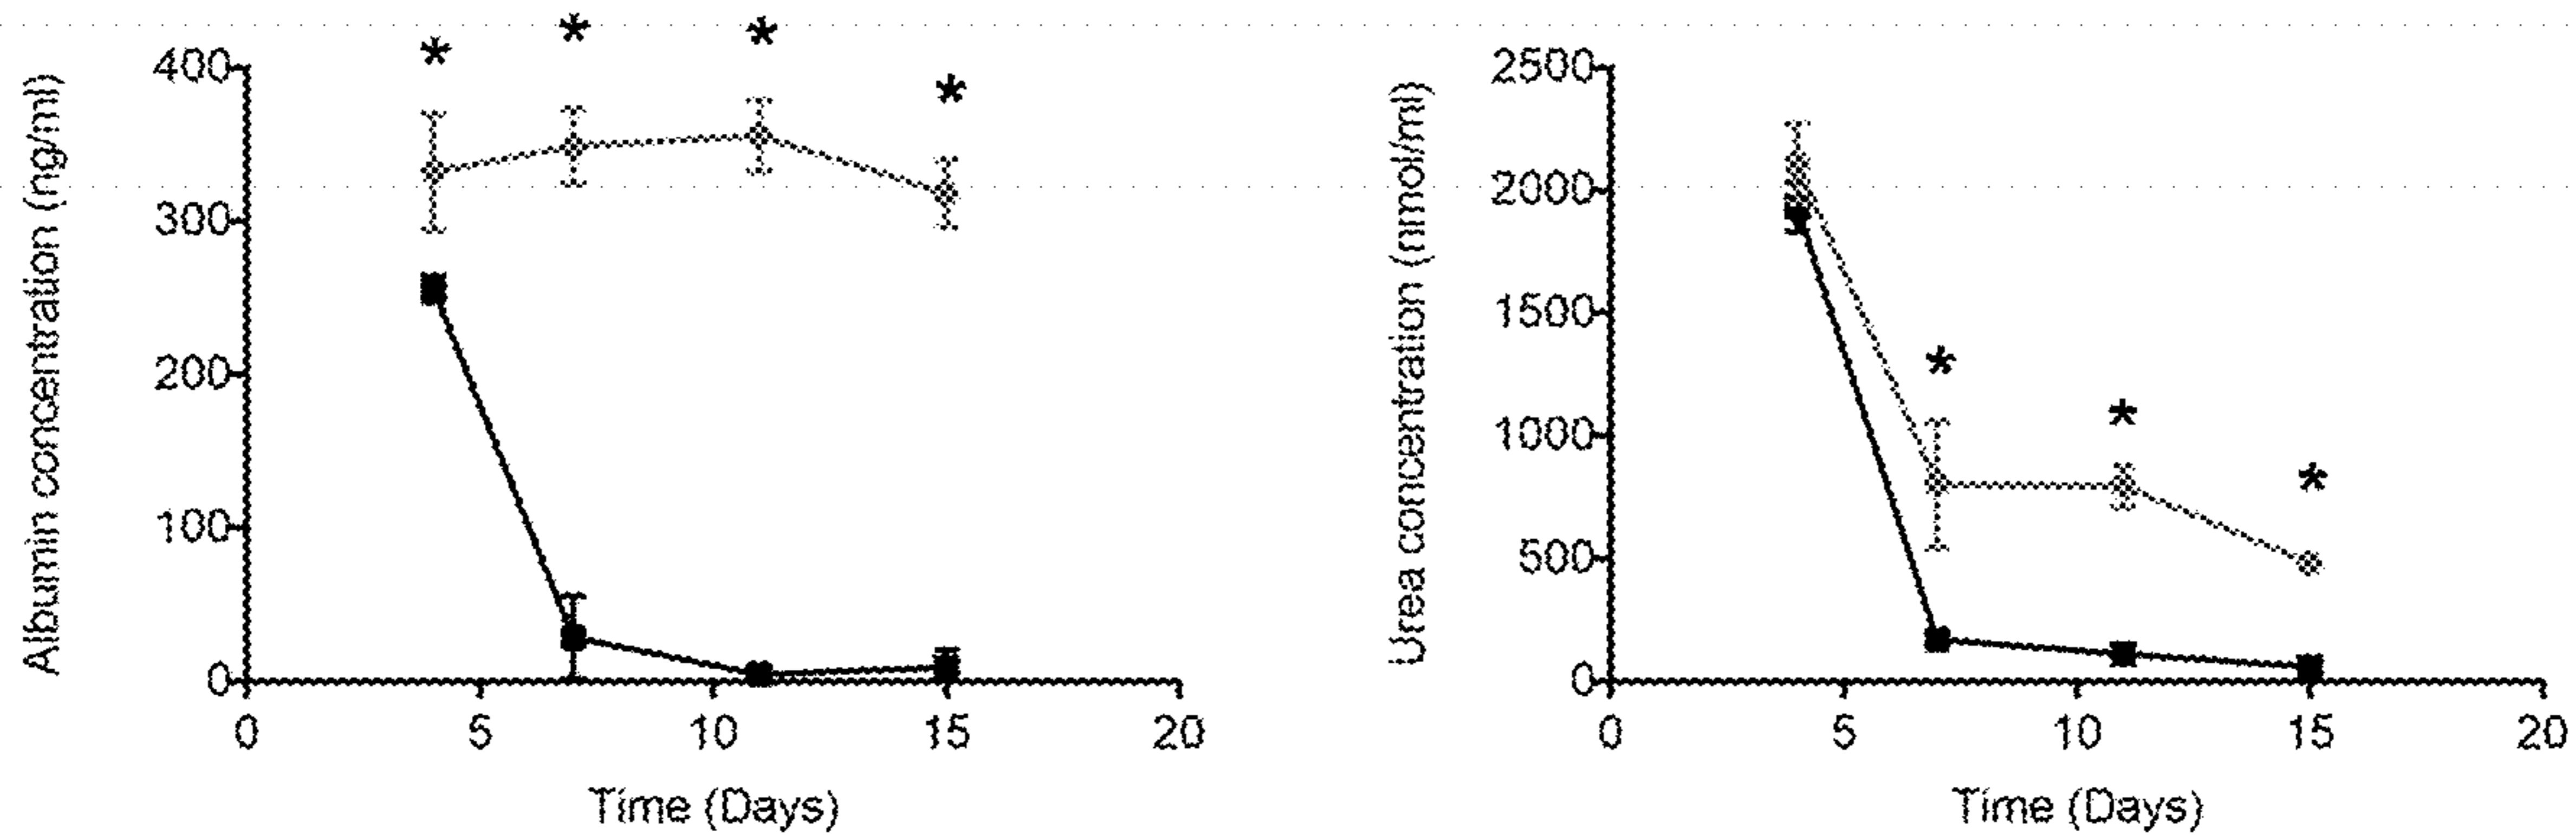 Albumin concentration (ng/ml)
400
300
200
100
0
* * * *
0 5 10 15 20
Time (Days)
Urea concentration (nmol/ml)
2500
2000
1500
1000
500
0
* * *
0 5 10 15 20
Time (Days)